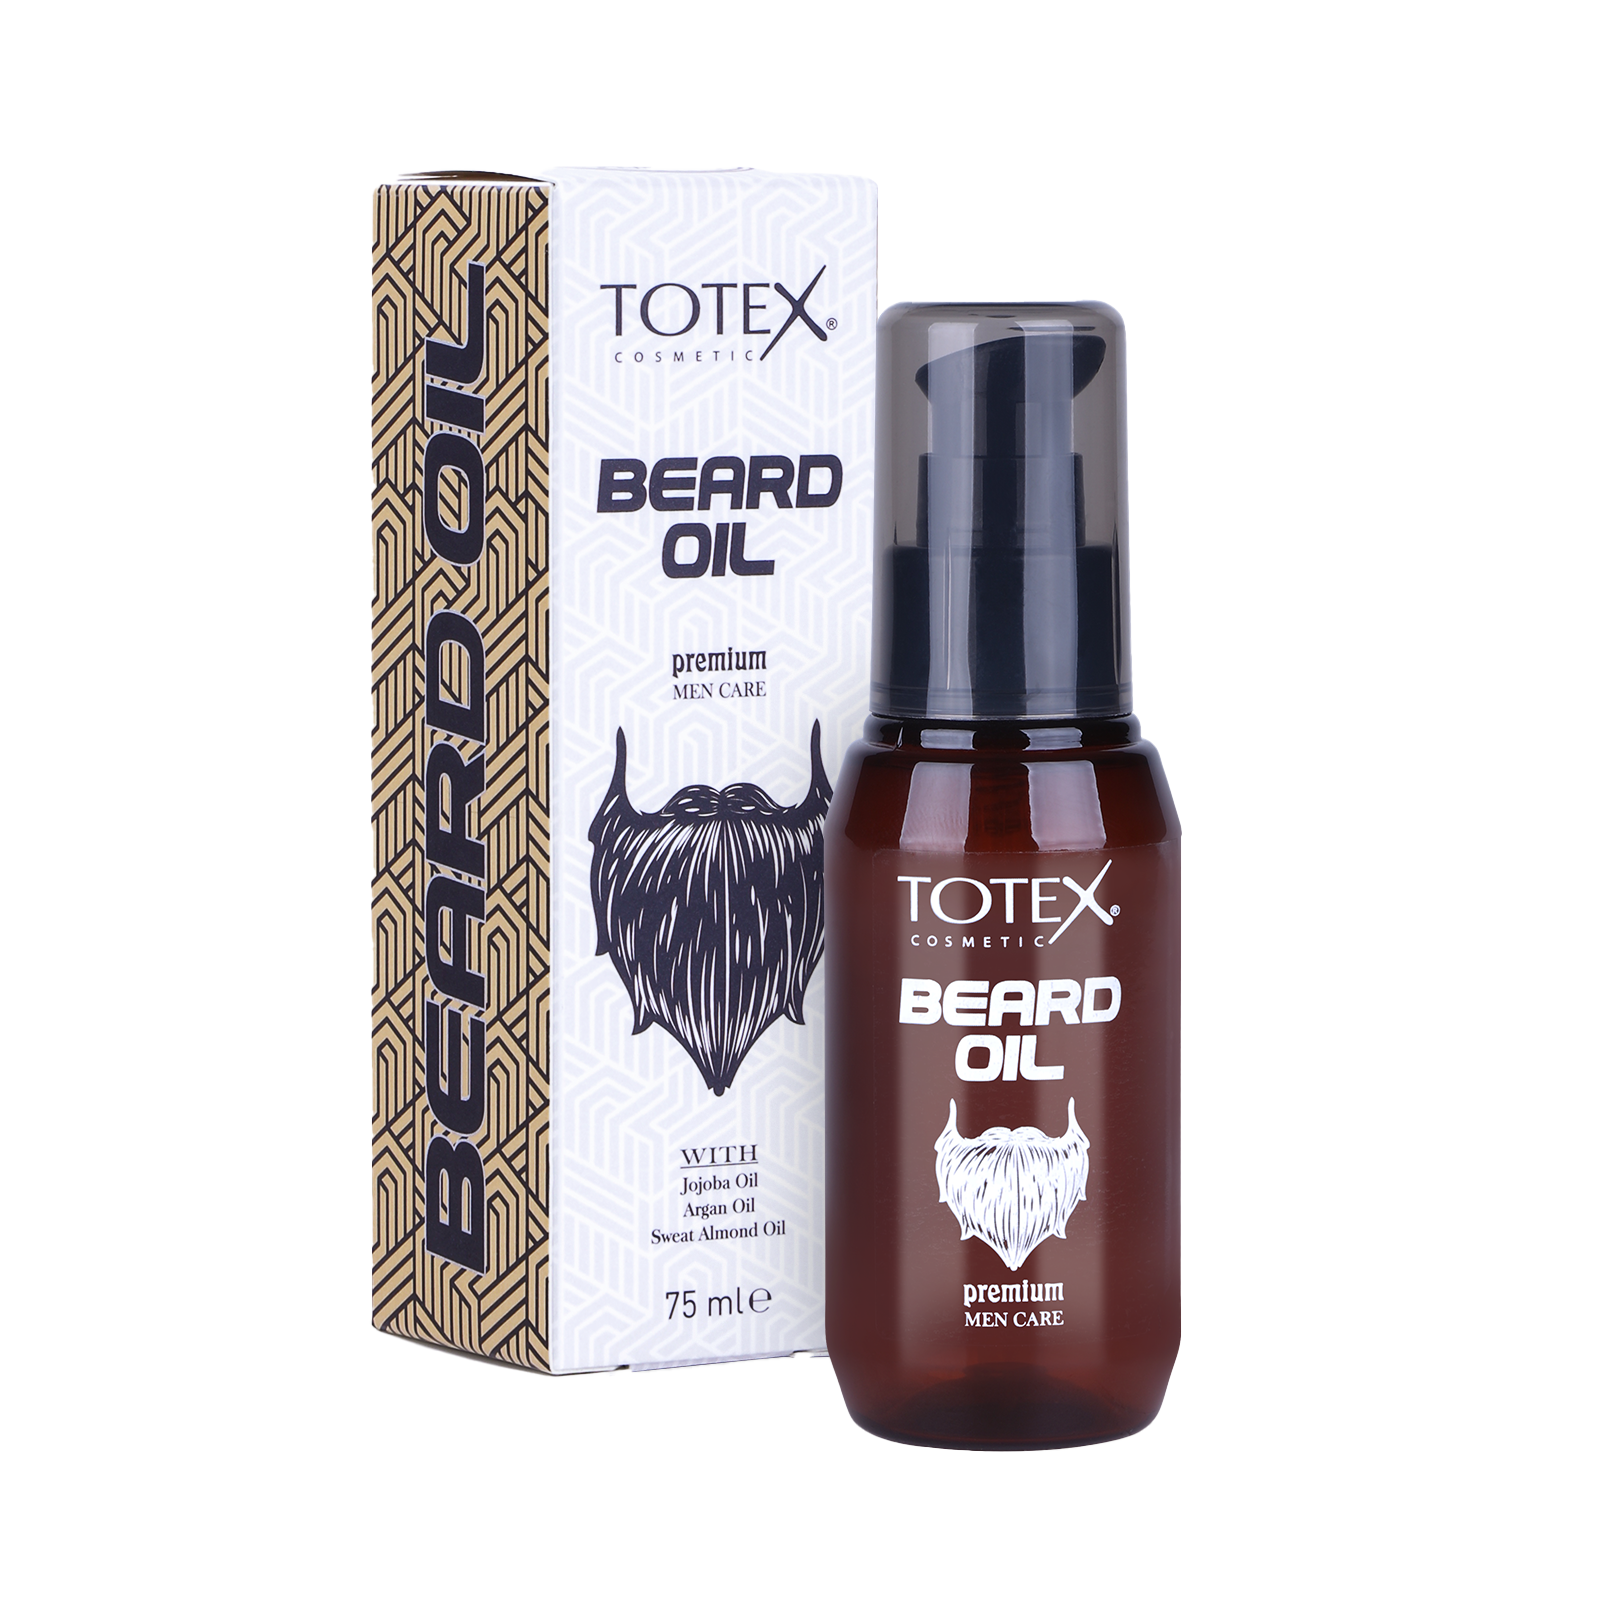 BEARD OIL
TOTEX®
COSMETIC
BEARD
OIL
premium
MEN CARE
WITH
Jojoba Oil
Argan Oil
Sweat Almond Oil
75 ml ℮
TOTEX®
COSMETIC
BEARD
OIL
premium
MEN CARE